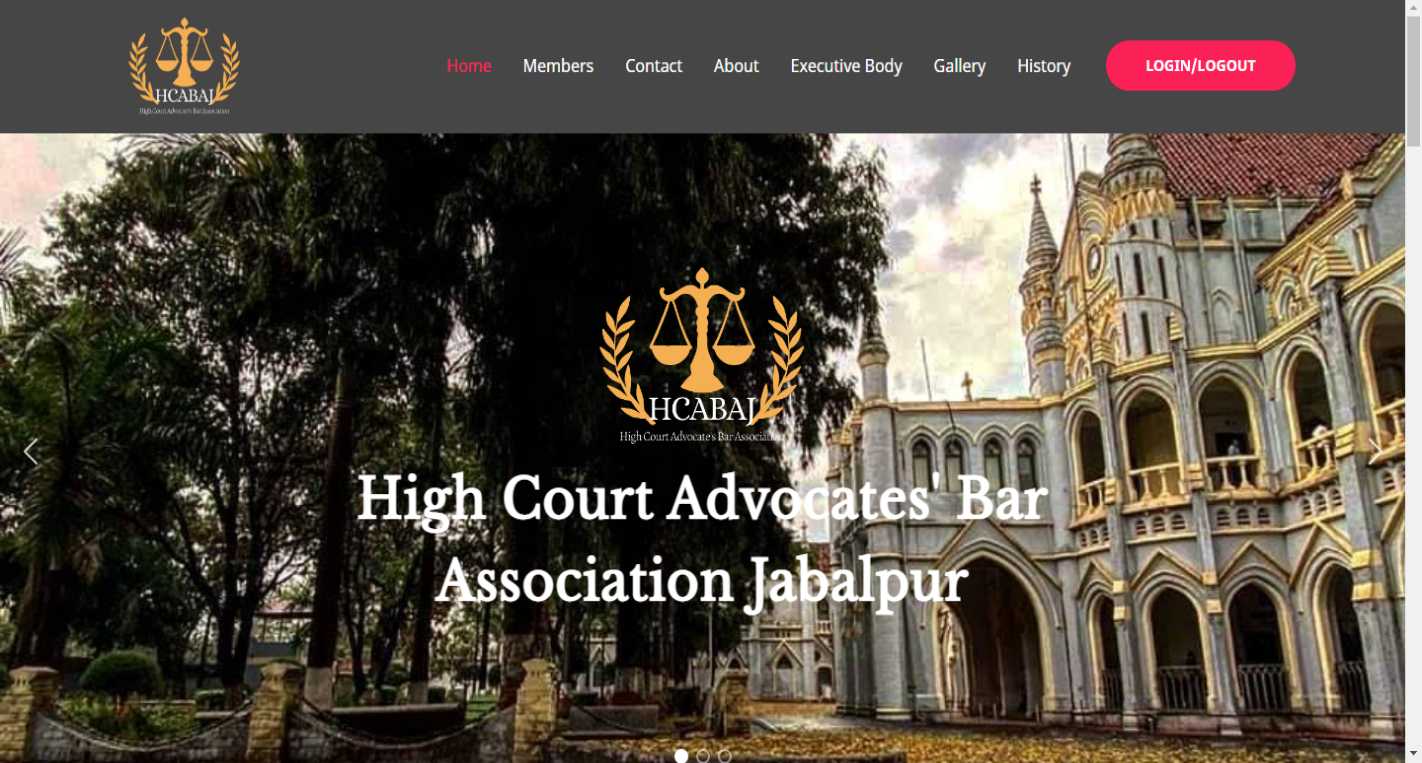 HCABAJ
High Court Advocate's Bar Association
Home Members Contact About Executive Body Gallery History LOGIN/LOGOUT
HCABAJ
High Court Advocate's Bar Association
High Court Advocates' Bar
Association Jabalpur